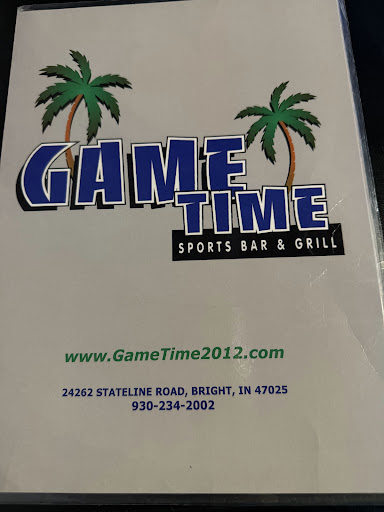 GAME
TIME
SPORTS BAR & GRILL
www.GameTime2012.com
24262 STATELINE ROAD, BRIGHT, IN 47025
930-234-2002